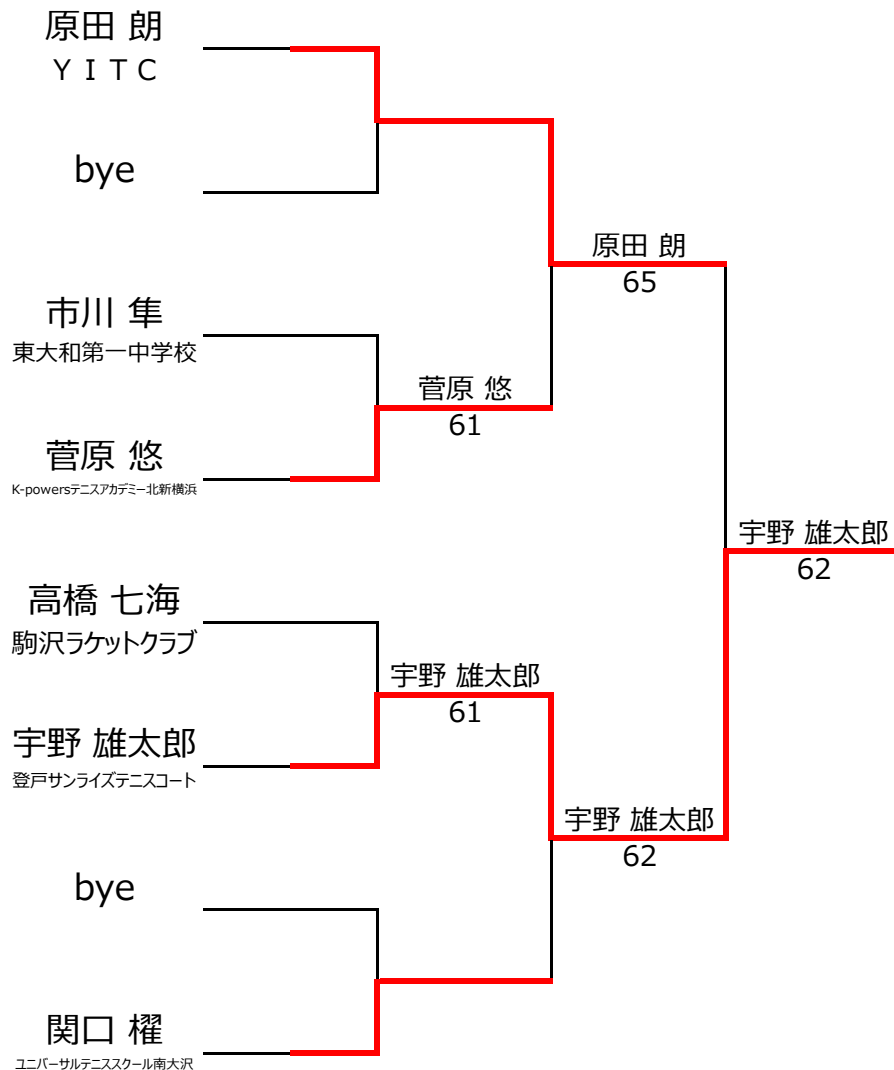 原田 朗
ＹＩＴＣ
bye
市川 隼
東大和第一中学校
菅原 悠
K-powersテニスアカデミー北新横浜
高橋 七海
駒沢ラケットクラブ
宇野 雄太郎
登戸サンライズテニスコート
bye
関口 櫂
ユニバーサルテニススクール南大沢
菅原 悠
61
宇野 雄太郎
61
原田 朗
65
宇野 雄太郎
62
宇野 雄太郎
62